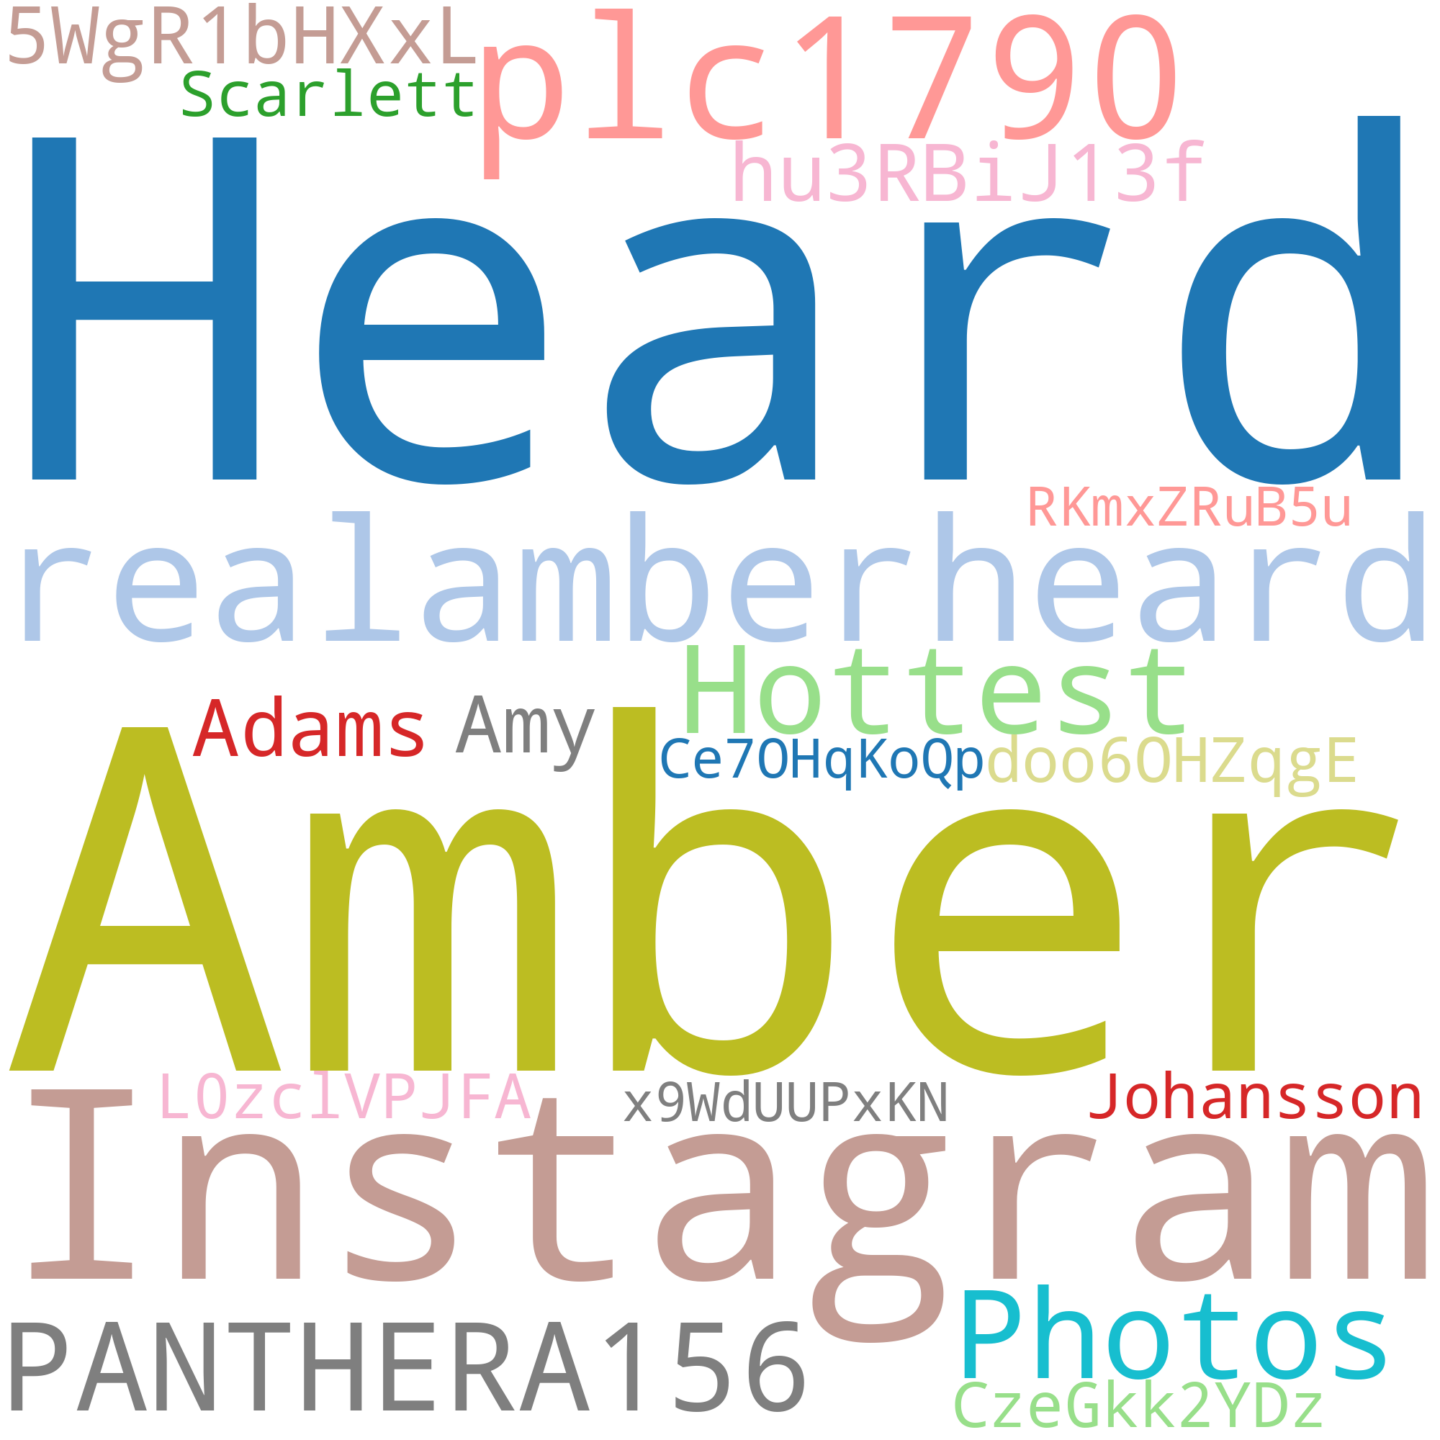 5WgR1bHXxL
plc1790
Scarlett
hu3RBiJ13f
Heard
RKmxZRuB5u
realamberheard
Hottest
Adams
Amy
Ce7OHqKoQp
doo6OHZqgE
Amber
LOzclVPJFA
x9WdUUPxKN
Johansson
Instagram
Photos
PANTHERA156
CzeGkk2YDz